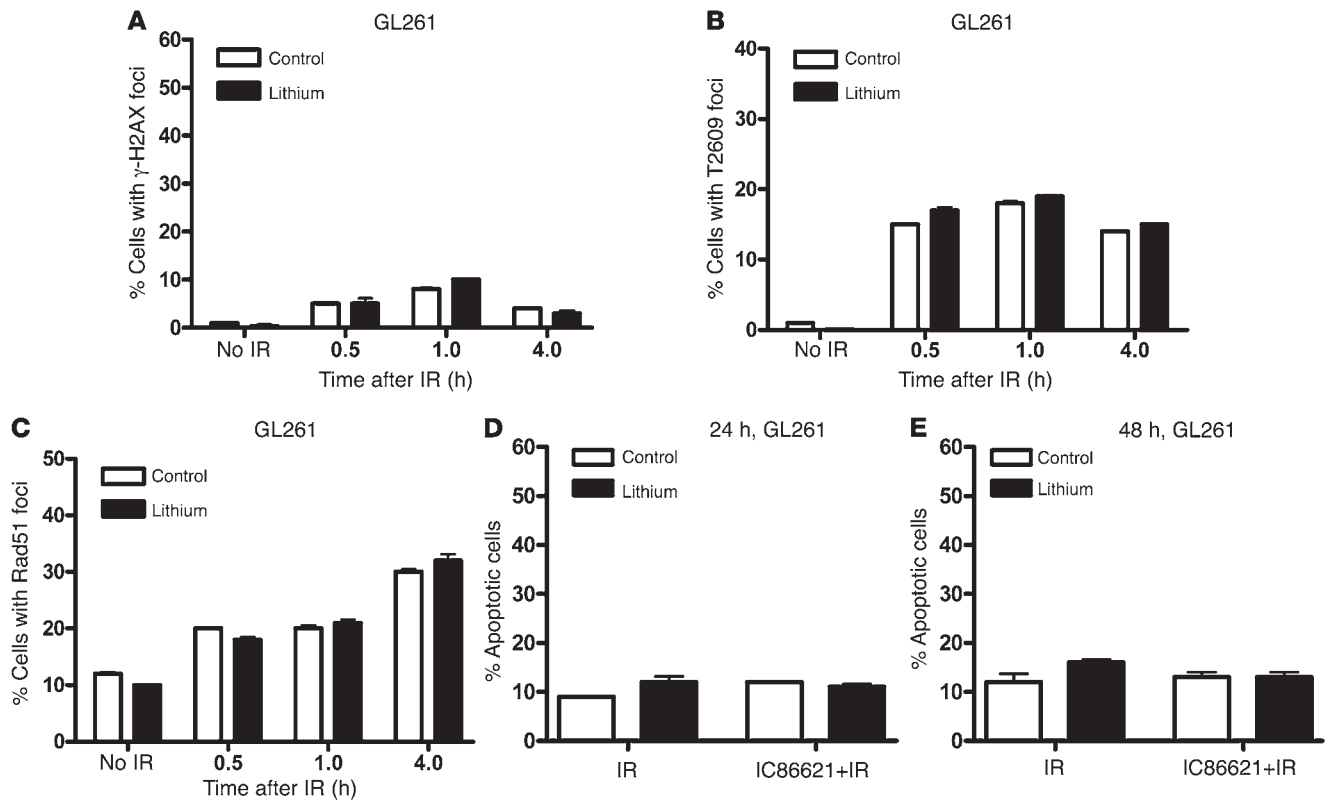 A
GL261
Control
Lithium
% Cells with γ-H2AX foci
60
50
40
30
20
10
0
No IR 0.5 1.0 4.0
Time after IR (h)
B
GL261
Control
Lithium
% Cells with T2609 foci
40
30
20
10
0
No IR 0.5 1.0 4.0
Time after IR (h)
C
GL261
Control
Lithium
% Cells with Rad51 foci
50
40
30
20
10
0
No IR 0.5 1.0 4.0
Time after IR (h)
D
24 h, GL261
Control
Lithium
% Apoptotic cells
60
50
40
30
20
10
0
IR IC86621+IR
E
48 h, GL261
Control
Lithium
% Apoptotic cells
60
50
40
30
20
10
0
IR IC86621+IR